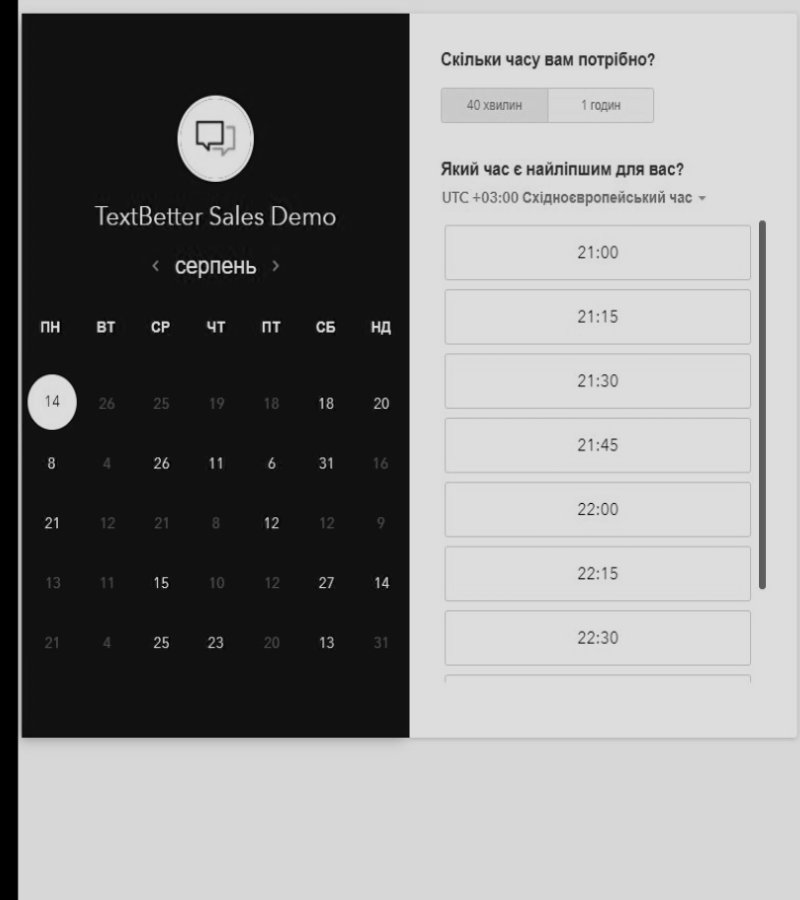 TextBetter Sales Demo
‹ серпень ›
ПН ВТ СР ЧТ ПТ СБ НД
14 26 25 19 18 18 20
8 4 26 11 6 31 16
21 12 21 8 12 12 9
13 11 15 10 12 27 14
21 4 25 23 20 13 31
Скільки часу вам потрібно?
40 хвилин 1 годин
Який час є найліпшим для вас?
UTC +03:00 Східноєвропейський час
21:00
21:15
21:30
21:45
22:00
22:15
22:30